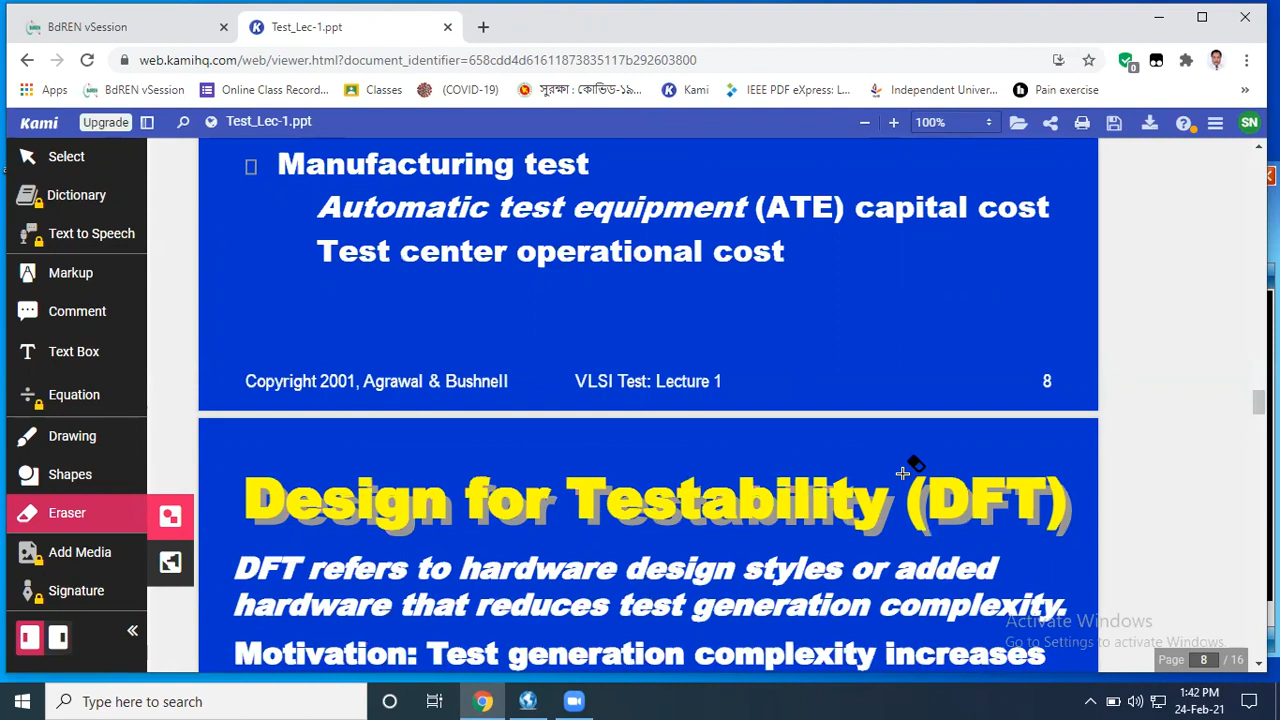 BdREN vSession
Test_Lec-1.ppt
web.kamihq.com/web/viewer.html?document_identifier=658cdd4d61611873835117b292603800
Apps
BdREN vSession
Online Class Record...
Classes
(COVID-19)
সুরক্ষা : কোভিড-১৯...
Kami
IEEE PDF eXpress: L...
Independent Univer...
Pain exercise
Kami
Upgrade
Test_Lec-1.ppt
100%
SN
Select
Dictionary
Text to Speech
Markup
Comment
Text Box
Equation
Drawing
Shapes
Eraser
Add Media
Signature
Manufacturing test
Automatic test equipment (ATE) capital cost
Test center operational cost
Copyright 2001, Agrawal & Bushnell
VLSI Test: Lecture 1
8
Design for Testability (DFT)
DFT refers to hardware design styles or added
hardware that reduces test generation complexity.
Motivation: Test generation complexity increases
Activate Windows
Go to Settings to activate Windows.
Page 8 / 16
Type here to search
1:42 PM
24-Feb-21